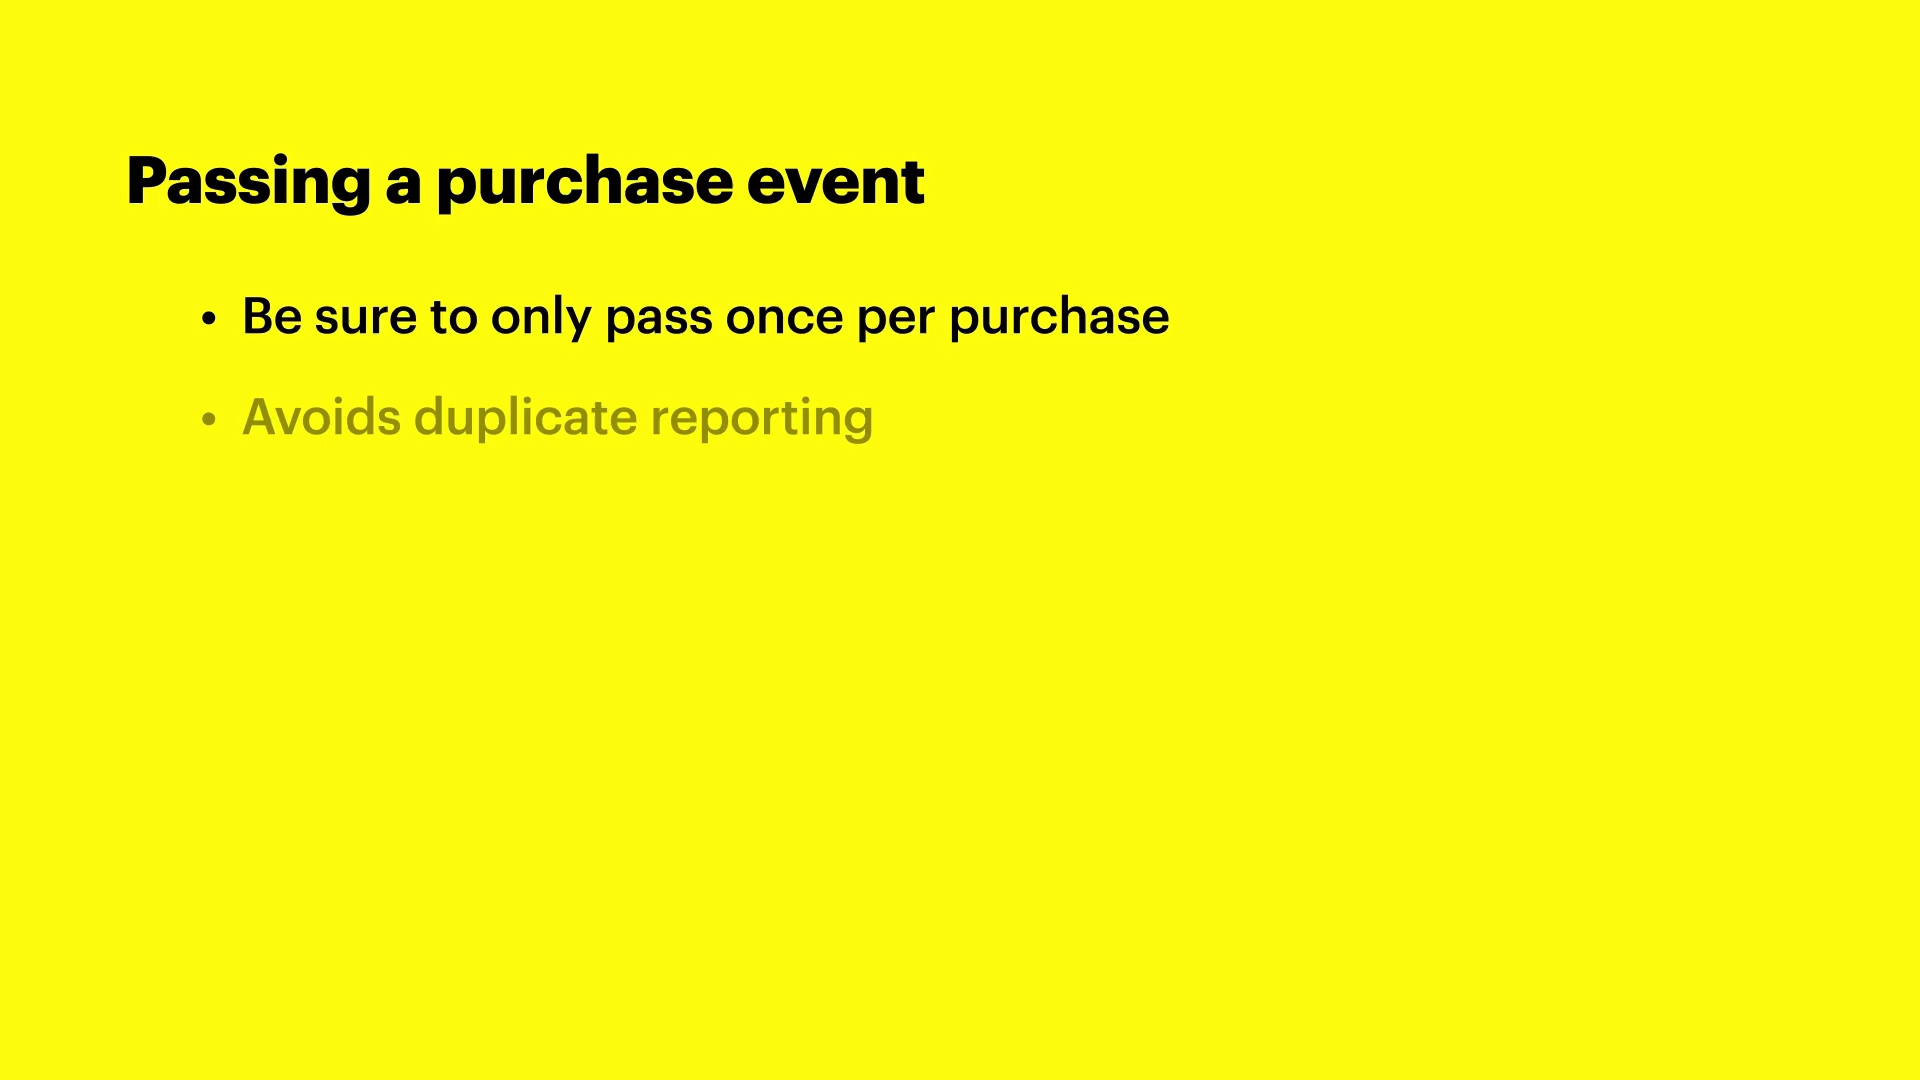 Passing a purchase event
• Be sure to only pass once per purchase
• Avoids duplicate reporting